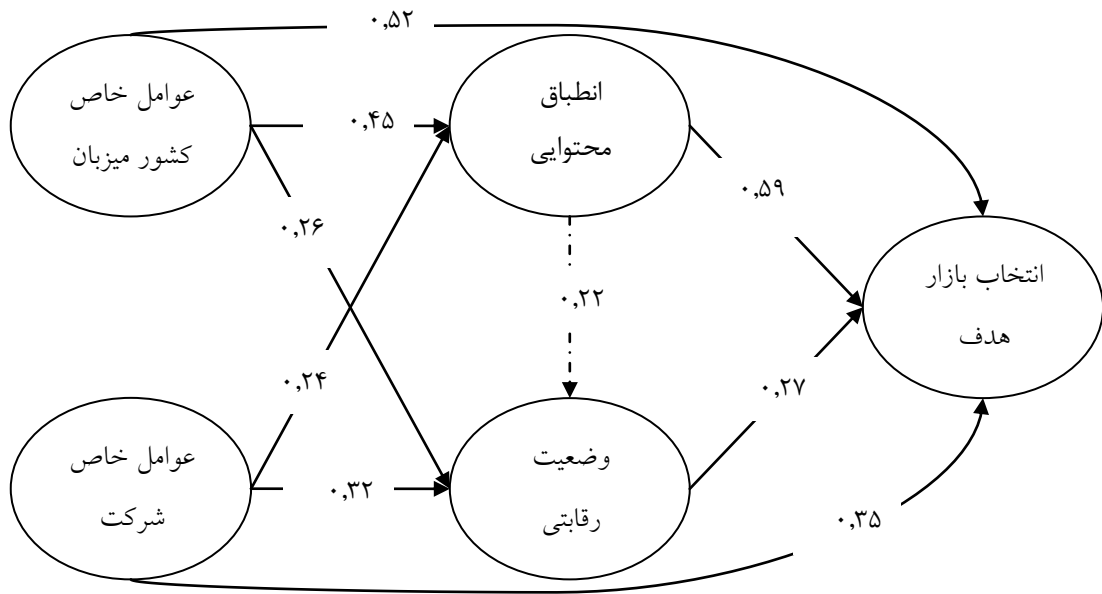 ۰,۵۲
عوامل خاص
کشور میزبان
۰,۴۵
انطباق
محتوایی
۰,۵۹
۰,۲۶
۰,۲۲
انتخاب بازار
هدف
۰,۲۴
۰,۲۷
عوامل خاص
شرکت
۰,۳۲
وضعیت
رقابتی
۰,۳۵